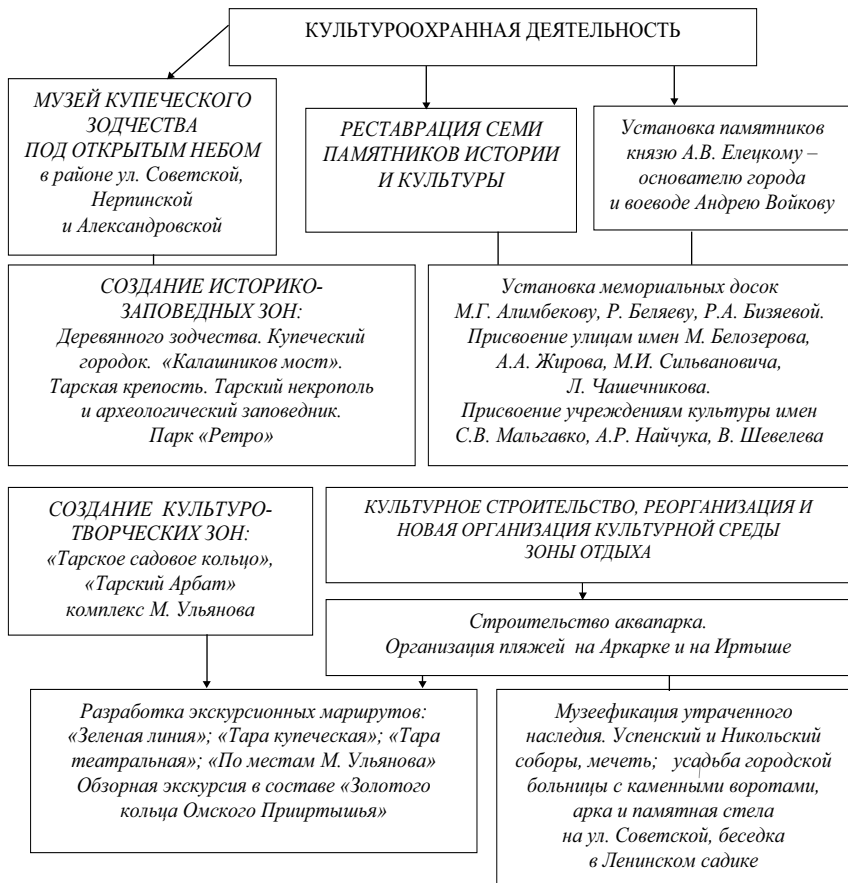 КУЛЬТУРООХРАННАЯ ДЕЯТЕЛЬНОСТЬ
МУЗЕЙ КУПЕЧЕСКОГО
ЗОДЧЕСТВА
ПОД ОТКРЫТЫМ НЕБОМ
в районе ул. Советской,
Нерпинской
и Александровской
РЕСТАВРАЦИЯ СЕМИ
ПАМЯТНИКОВ ИСТОРИИ
И КУЛЬТУРЫ
Установка памятников
князю А.В. Елецкому –
основателю города
и воеводе Андрею Войкову
СОЗДАНИЕ ИСТОРИКО-
ЗАПОВЕДНЫХ ЗОН:
Деревянного зодчества. Купеческий
городок. «Калашников мост».
Тарская крепость. Тарский некрополь
и археологический заповедник.
Парк «Ретро»
Установка мемориальных досок
М.Г. Алимбекову, Р. Беляеву, Р.А. Бизяевой.
Присвоение улицам имен М. Белозерова,
А.А. Жирова, М.И. Сильвановича,
Л. Чашечникова.
Присвоение учреждениям культуры имен
С.В. Мальгавко, А.Р. Найчука, В. Шевелева
СОЗДАНИЕ КУЛЬТУРО-
ТВОРЧЕСКИХ ЗОН:
«Тарское садовое кольцо»,
«Тарский Арбат»
комплекс М. Ульянова
КУЛЬТУРНОЕ СТРОИТЕЛЬСТВО, РЕОРГАНИЗАЦИЯ И
НОВАЯ ОРГАНИЗАЦИЯ КУЛЬТУРНОЙ СРЕДЫ
ЗОНЫ ОТДЫХА
Строительство аквапарка.
Организация пляжей на Аркарке и на Иртыше
Разработка экскурсионных маршрутов:
«Зеленая линия»; «Тара купеческая»; «Тара
театральная»; «По местам М. Ульянова»
Обзорная экскурсия в составе «Золотого
кольца Омского Прииртышья»
Музеефикация утраченного
наследия. Успенский и Никольский
соборы, мечеть; усадьба городской
больницы с каменными воротами,
арка и памятная стела
на ул. Советской, беседка
в Ленинском садике